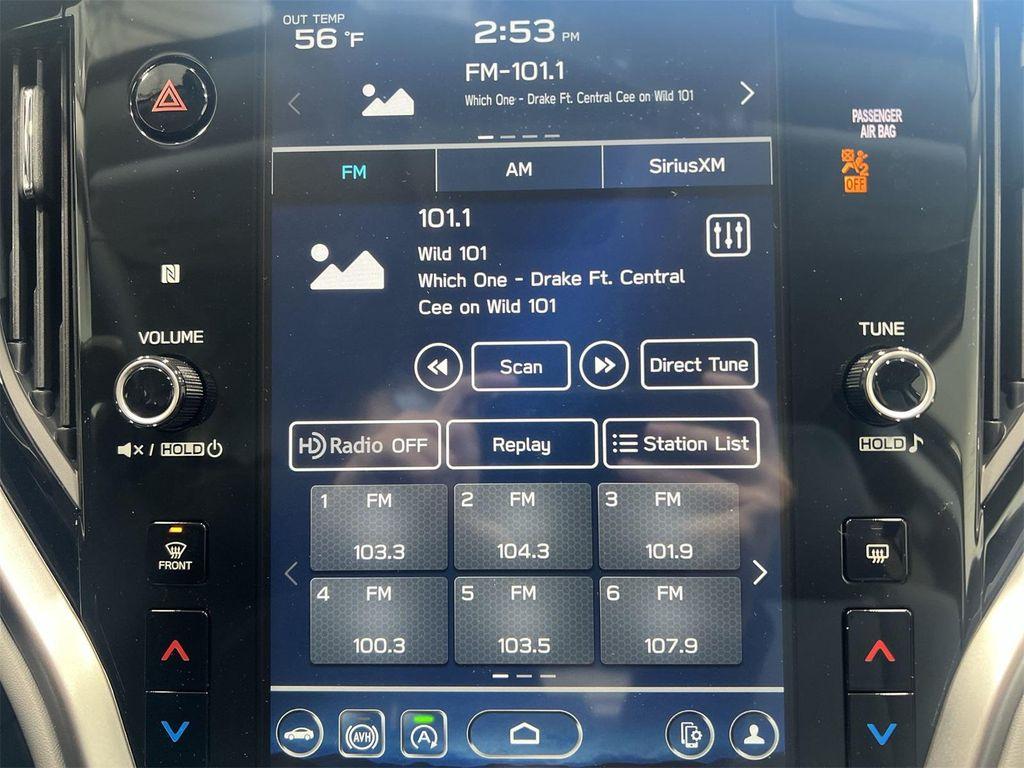 OUT TEMP
56 °F
2:53 PM
FM-101.1
Which One - Drake Ft. Central Cee on Wild 101
PASSENGER
AIR BAG
2
OFF
FM
AM
SiriusXM
101.1
Wild 101
Which One - Drake Ft. Central
Cee on Wild 101
N
VOLUME
TUNE
Scan
Direct Tune
HD Radio OFF
Replay
Station List
/ HOLD
HOLD
1 FM
103.3
2 FM
104.3
3 FM
101.9
FRONT
4 FM
100.3
5 FM
103.5
6 FM
107.9
AVH
A